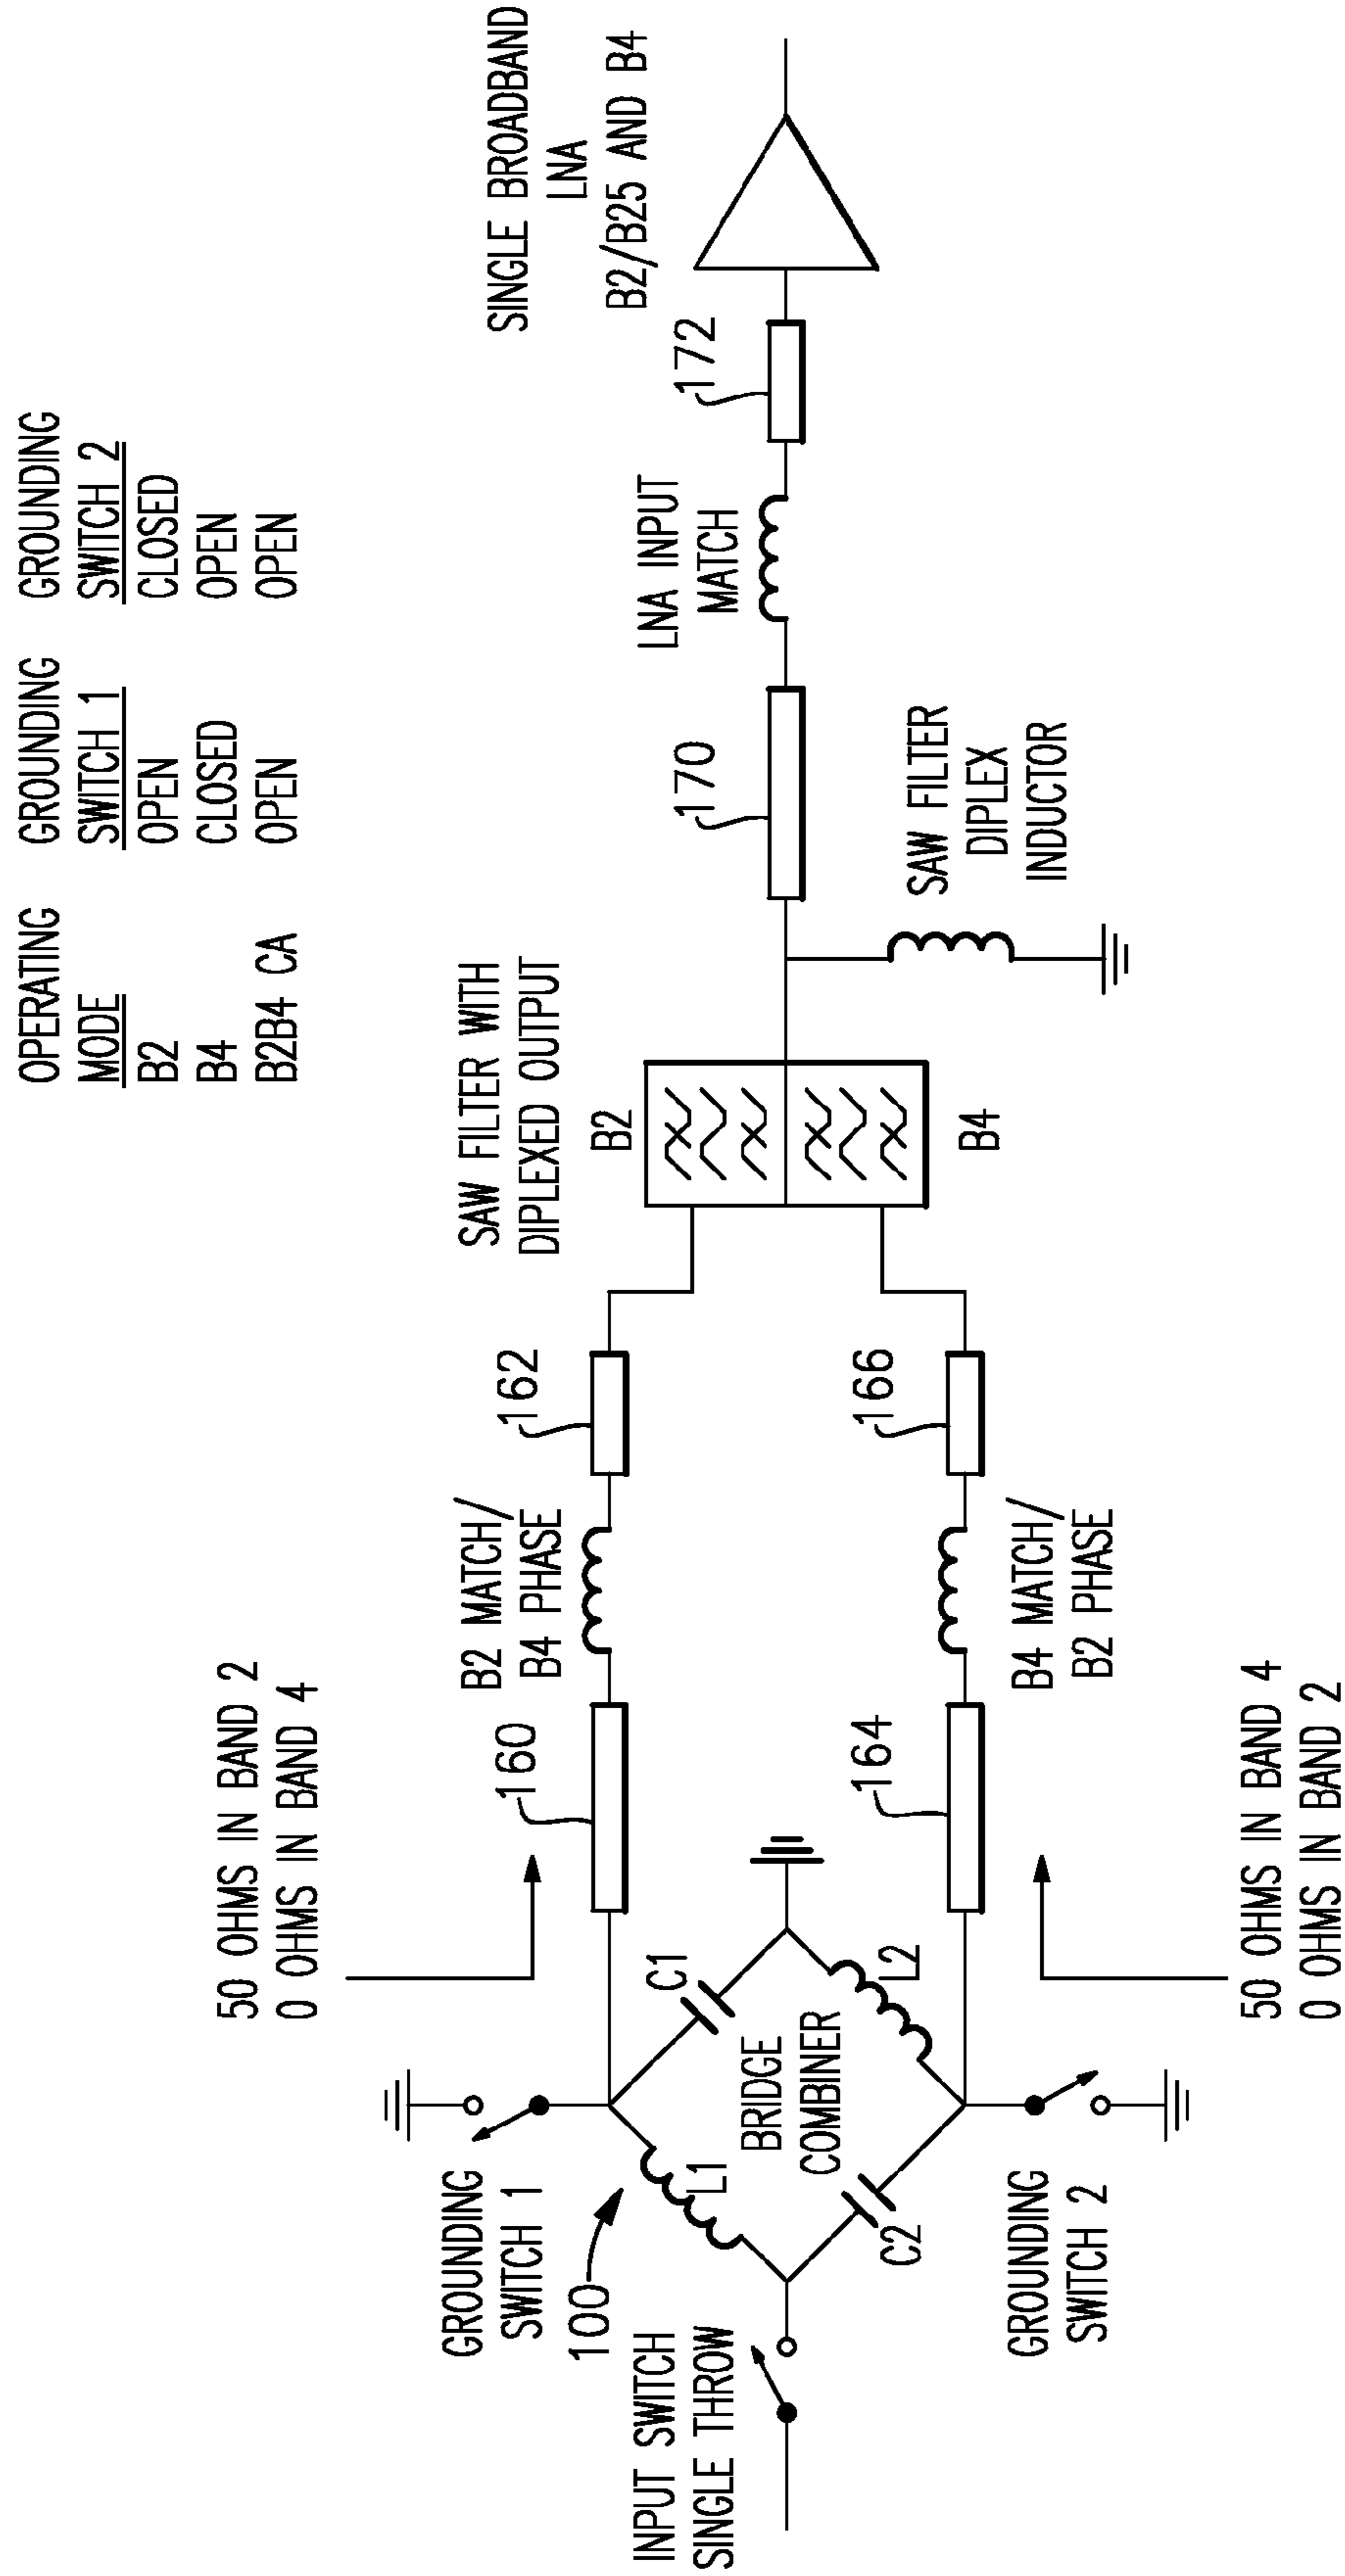 OPERATING GROUNDING GROUNDING
MODE SWITCH 1 SWITCH 2
B2 OPEN CLOSED
B4 CLOSED OPEN
B2B4 CA OPEN OPEN
50 OHMS IN BAND 2
0 OHMS IN BAND 4
GROUNDING
SWITCH 1
100
INPUT SWITCH
SINGLE THROW
L1
C1
BRIDGE
COMBINER
C2
L2
GROUNDING
SWITCH 2
160
B2 MATCH/
B4 PHASE
162
164
B4 MATCH/
B2 PHASE
166
50 OHMS IN BAND 4
0 OHMS IN BAND 2
SAW FILTER WITH
DIPLEXED OUTPUT
B2
B4
SAW FILTER
DIPLEX
INDUCTOR
170
LNA INPUT
MATCH
172
SINGLE BROADBAND
LNA
B2/B25 AND B4